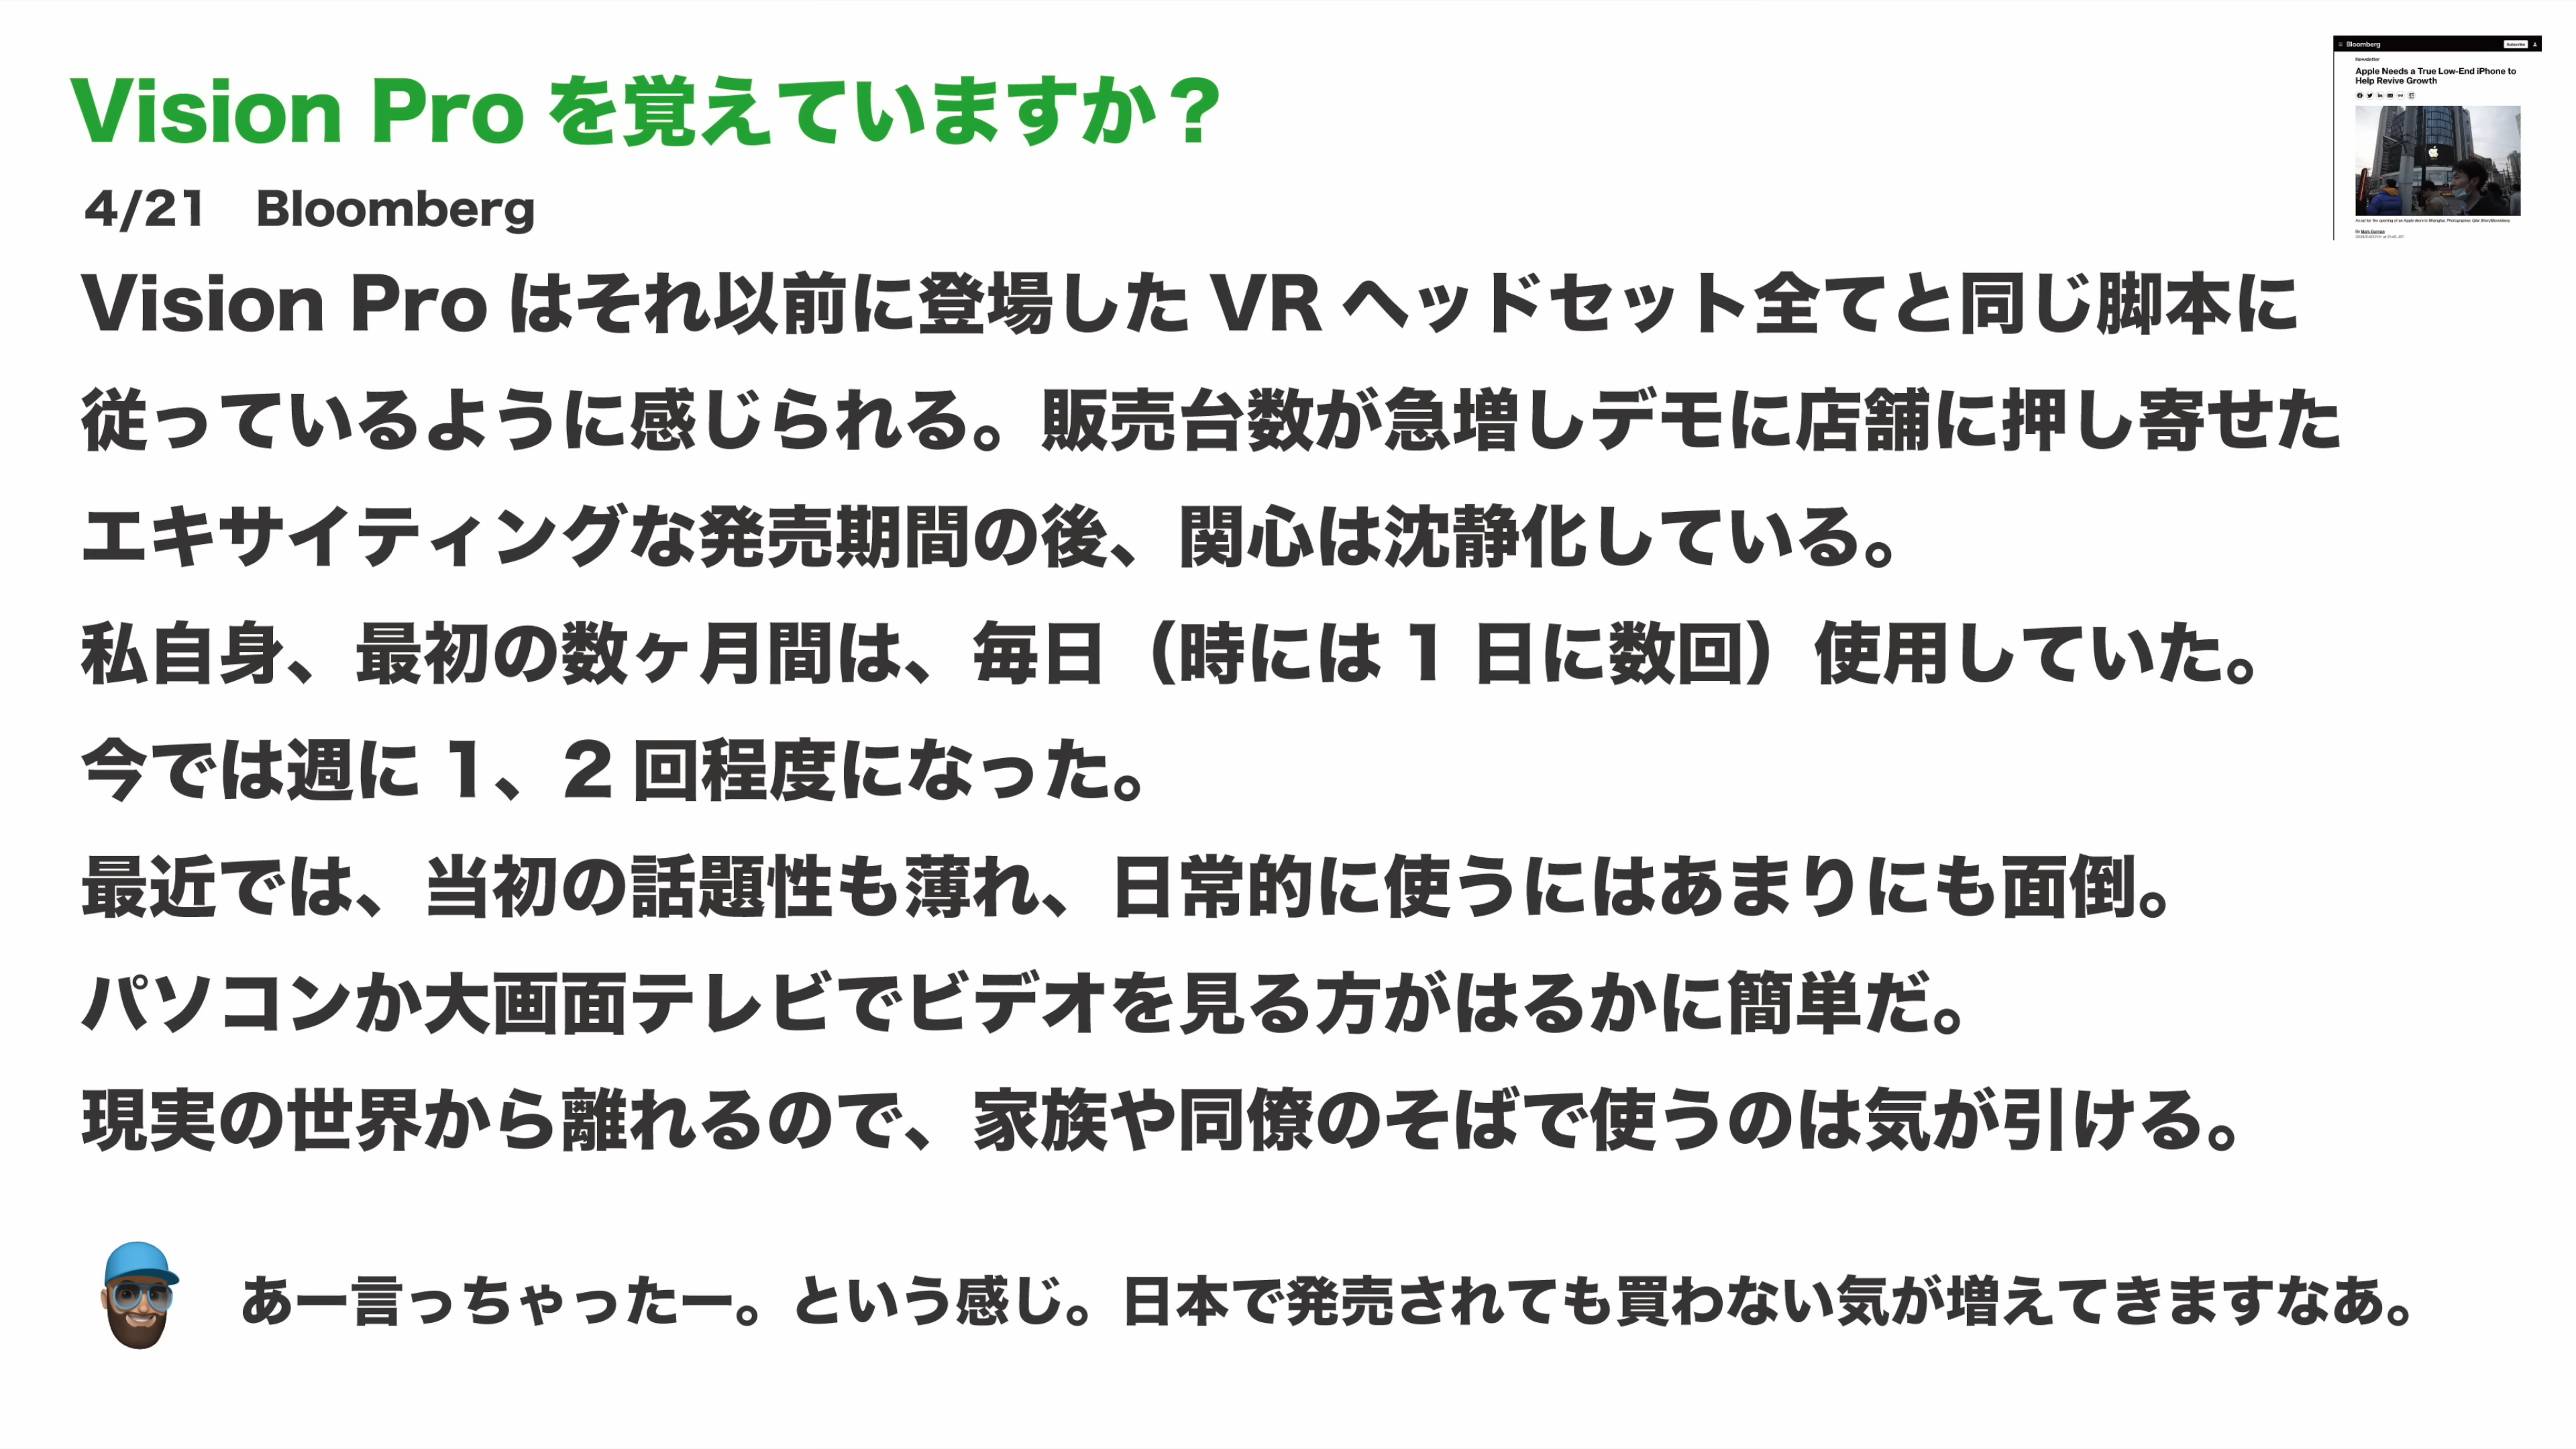 Vision Pro を覚えていますか？
4/21　Bloomberg
Vision Pro はそれ以前に登場した VR ヘッドセット全てと同じ脚本に
従っているように感じられる。販売台数が急増しデモに店舗に押し寄せた
エキサイティングな発売期間の後、関心は沈静化している。
私自身、最初の数ヶ月間は、毎日（時には 1 日に数回）使用していた。
今では週に 1、2 回程度になった。
最近では、当初の話題性も薄れ、日常的に使うにはあまりにも面倒。
パソコンか大画面テレビでビデオを見る方がはるかに簡単だ。
現実の世界から離れるので、家族や同僚のそばで使うのは気が引ける。
あー言っちゃったー。という感じ。日本で発売されても買わない気が増えてきますなあ。
Bloomberg
Subscribe
Newsletter
Apple Needs a True Low-End iPhone to
Help Revive Growth